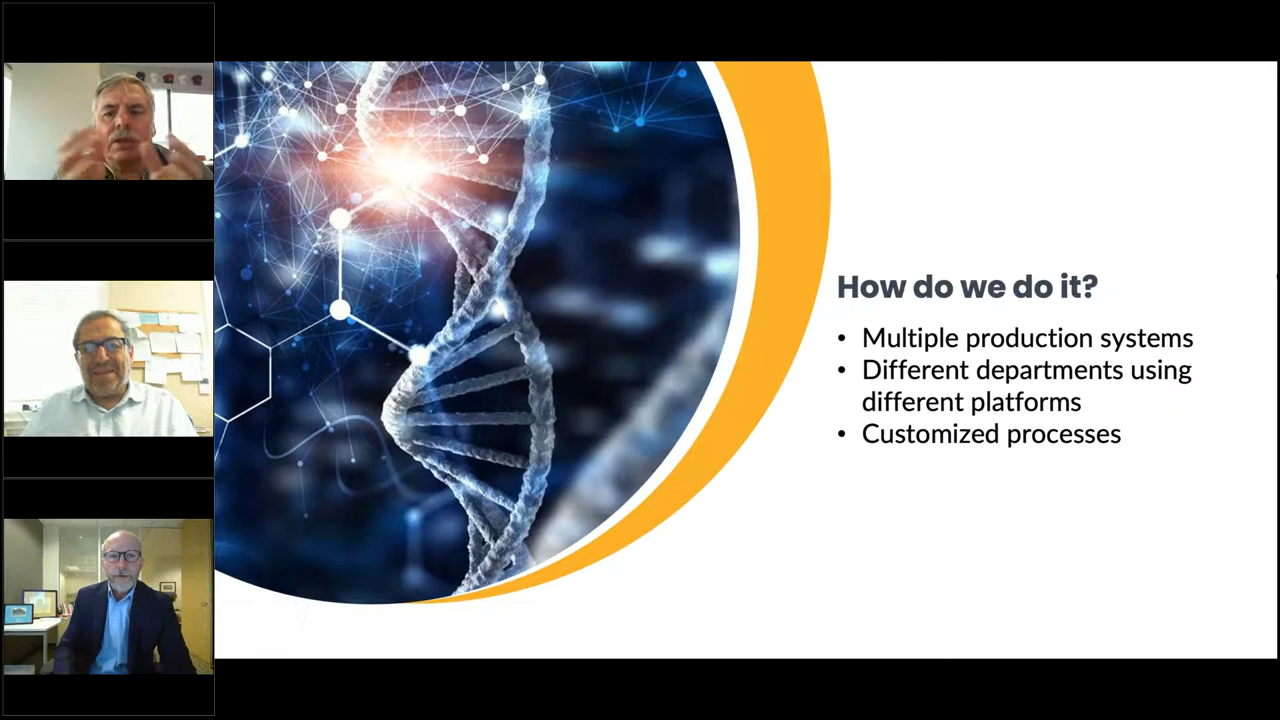 How do we do it?
• Multiple production systems
• Different departments using
different platforms
• Customized processes